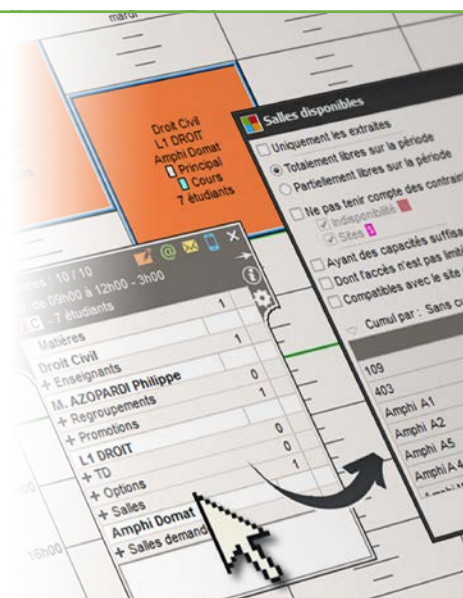 mardi
Droit Civil
L1 DROIT
Amphi Domat
Principal
Cours
7 étudiants
10 / 10
de 09h00 à 12h00 - 3h00
C - 7 étudiants
Matières 1
Droit Civil
+ Enseignants 1
M. AZOPARDI Philippe
+ Regroupements 0
+ Promotions 1
L1 DROIT
+ TD 0
+ Options 0
+ Salles 1
Amphi Domat
+ Salles demand
16h00
Salles disponibles
Uniquement les extraites
Totalement libres sur la période
Partiellement libres sur la période
Ne pas tenir compte des
Indisponibilité
Sites S
Ayant des capacités
Dont l'accès n'est pas
Compatibles avec le site
Cumul par : Sans
109
403
Amphi A1
Amphi A2
Amphi A5
Amphi A4